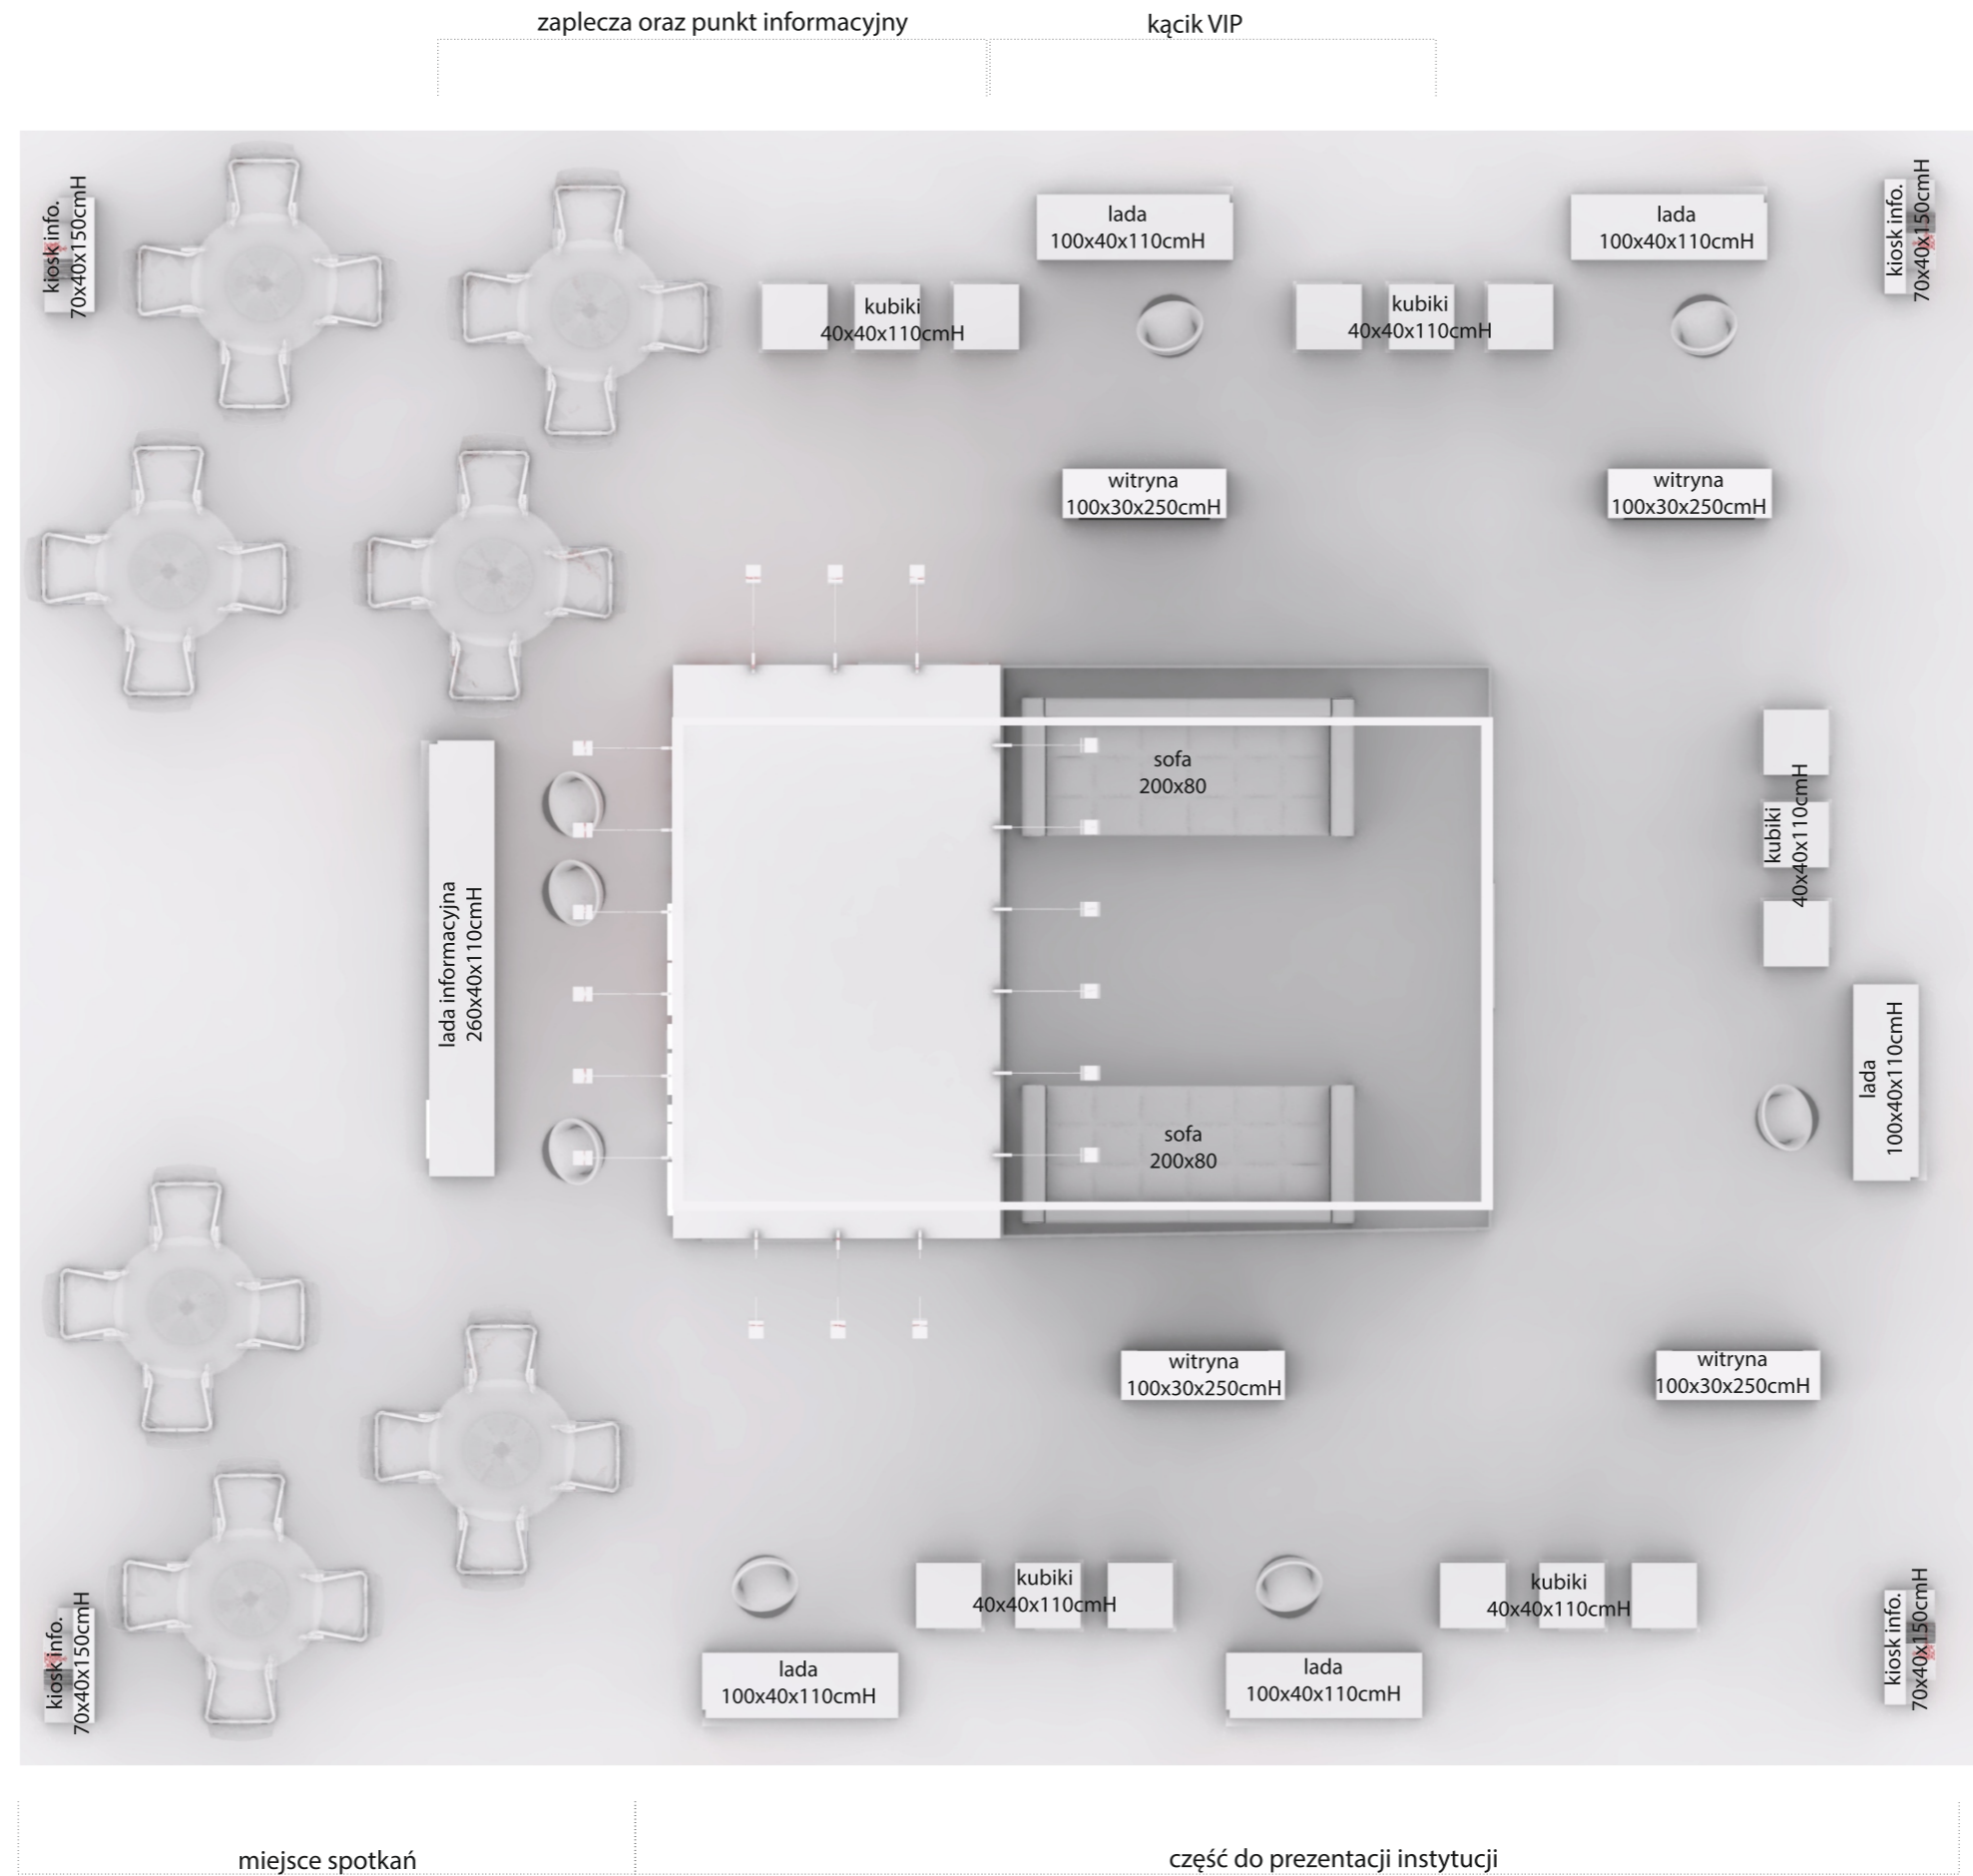 zaplecza oraz punkt informacyjny
kącik VIP
kiosk info.
70x40x150cmH
lada
100x40x110cmH
lada
100x40x110cmH
kiosk info.
70x40x150cmH
kubiki
40x40x110cmH
kubiki
40x40x110cmH
witryna
100x30x250cmH
witryna
100x30x250cmH
sofa
200x80
kubiki
40x40x110cmH
lada informacyjna
260x40x110cmH
lada
100x40x110cmH
sofa
200x80
witryna
100x30x250cmH
witryna
100x30x250cmH
kubiki
40x40x110cmH
kubiki
40x40x110cmH
kiosk info.
70x40x150cmH
lada
100x40x110cmH
lada
100x40x110cmH
kiosk info.
70x40x150cmH
miejsce spotkań
część do prezentacji instytucji